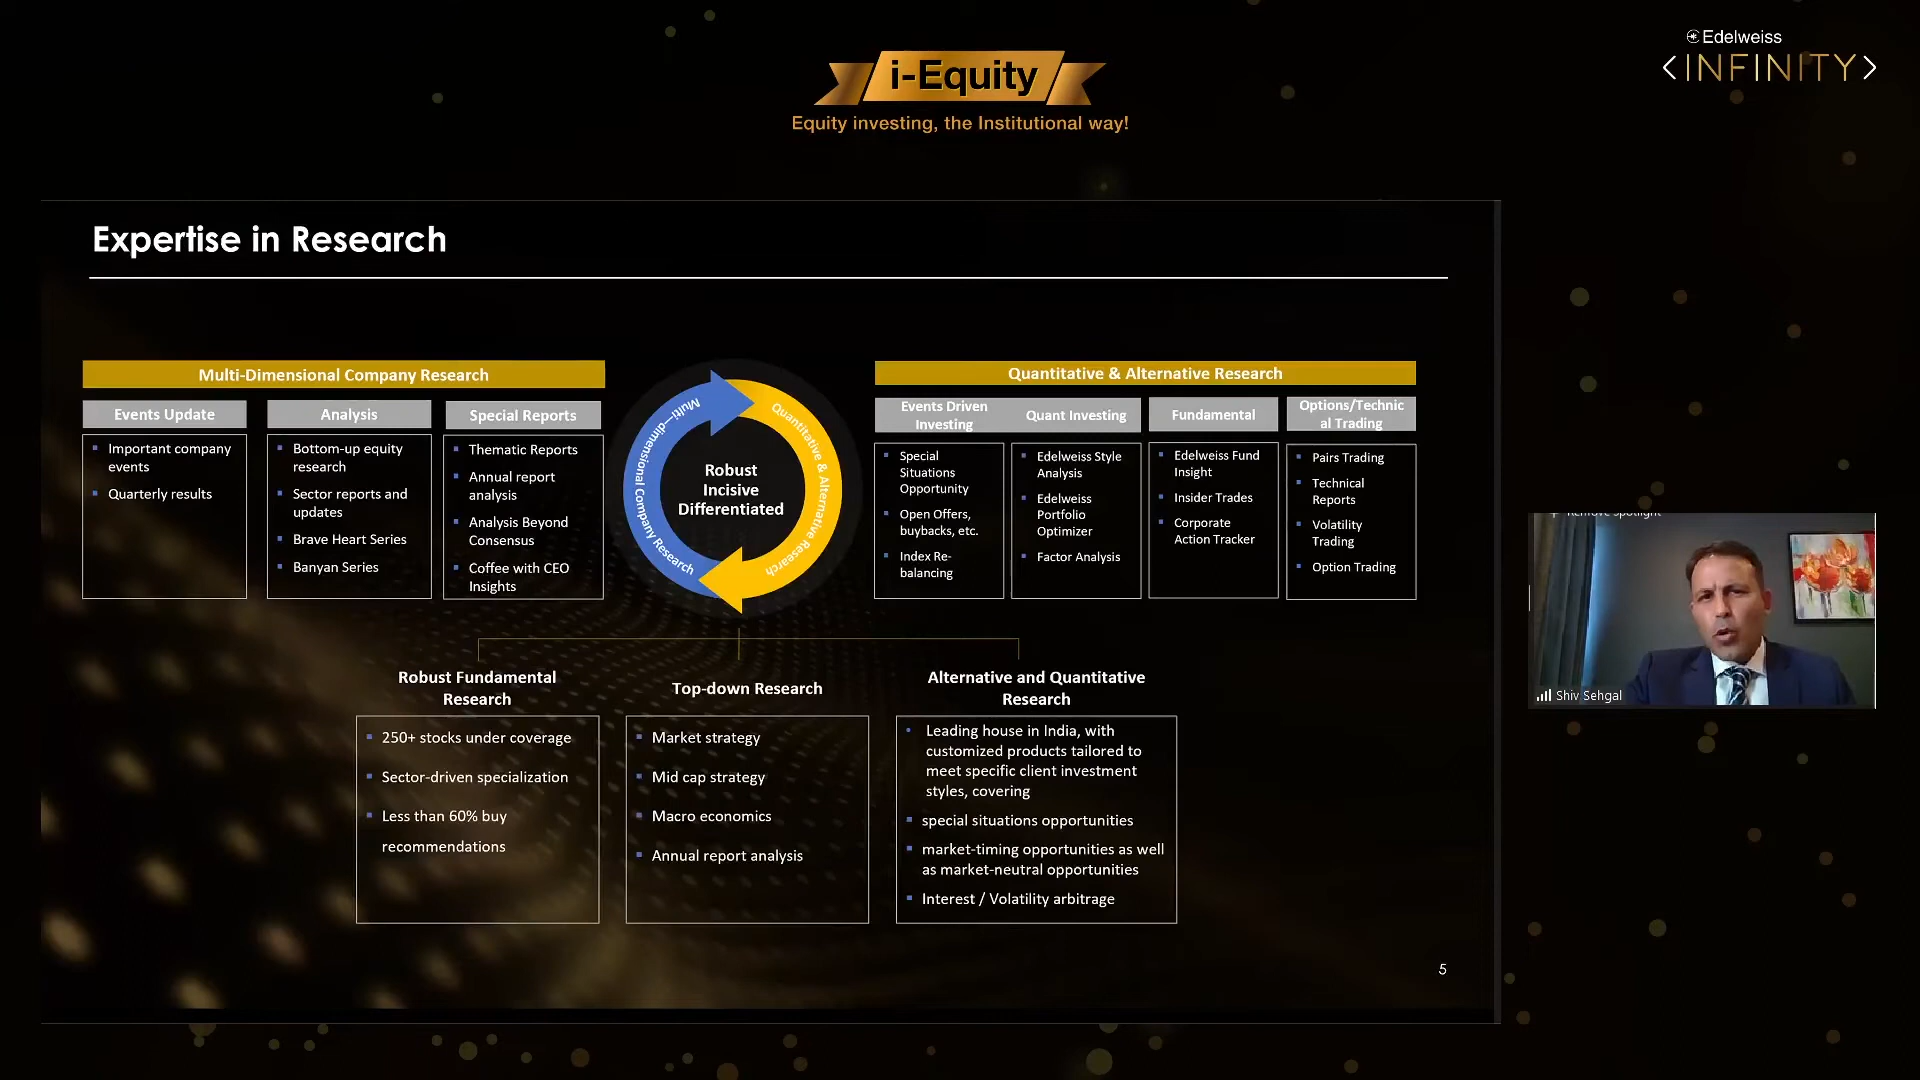 i-Equity
Equity investing, the Institutional way!
Edelweiss
INFINITY
Expertise in Research
Multi-Dimensional Company Research
Events Update
Important company
events
Quarterly results
Analysis
Bottom-up equity
research
Sector reports and
updates
Brave Heart Series
Banyan Series
Special Reports
Thematic Reports
Annual report
analysis
Analysis Beyond
Consensus
Coffee with CEO
Insights
Multi–dimensional Company Research
Quantitative & Alternative Research
Robust
Incisive
Differentiated
Quantitative & Alternative Research
Events Driven
Investing
Special
Situations
Opportunity
Open Offers,
buybacks, etc.
Index Re-
balancing
Quant Investing
Edelweiss Style
Analysis
Edelweiss
Portfolio
Optimizer
Factor Analysis
Fundamental
Edelweiss Fund
Insight
Insider Trades
Corporate
Action Tracker
Options/Technic
al Trading
Pairs Trading
Technical
Reports
Volatility
Trading
Option Trading
Robust Fundamental
Research
250+ stocks under coverage
Sector-driven specialization
Less than 60% buy
recommendations
Top-down Research
Market strategy
Mid cap strategy
Macro economics
Annual report analysis
Alternative and Quantitative
Research
Leading house in India, with
customized products tailored to
meet specific client investment
styles, covering
special situations opportunities
market-timing opportunities as well
as market-neutral opportunities
Interest / Volatility arbitrage
5
Remove Spotlight
Shiv Sehgal